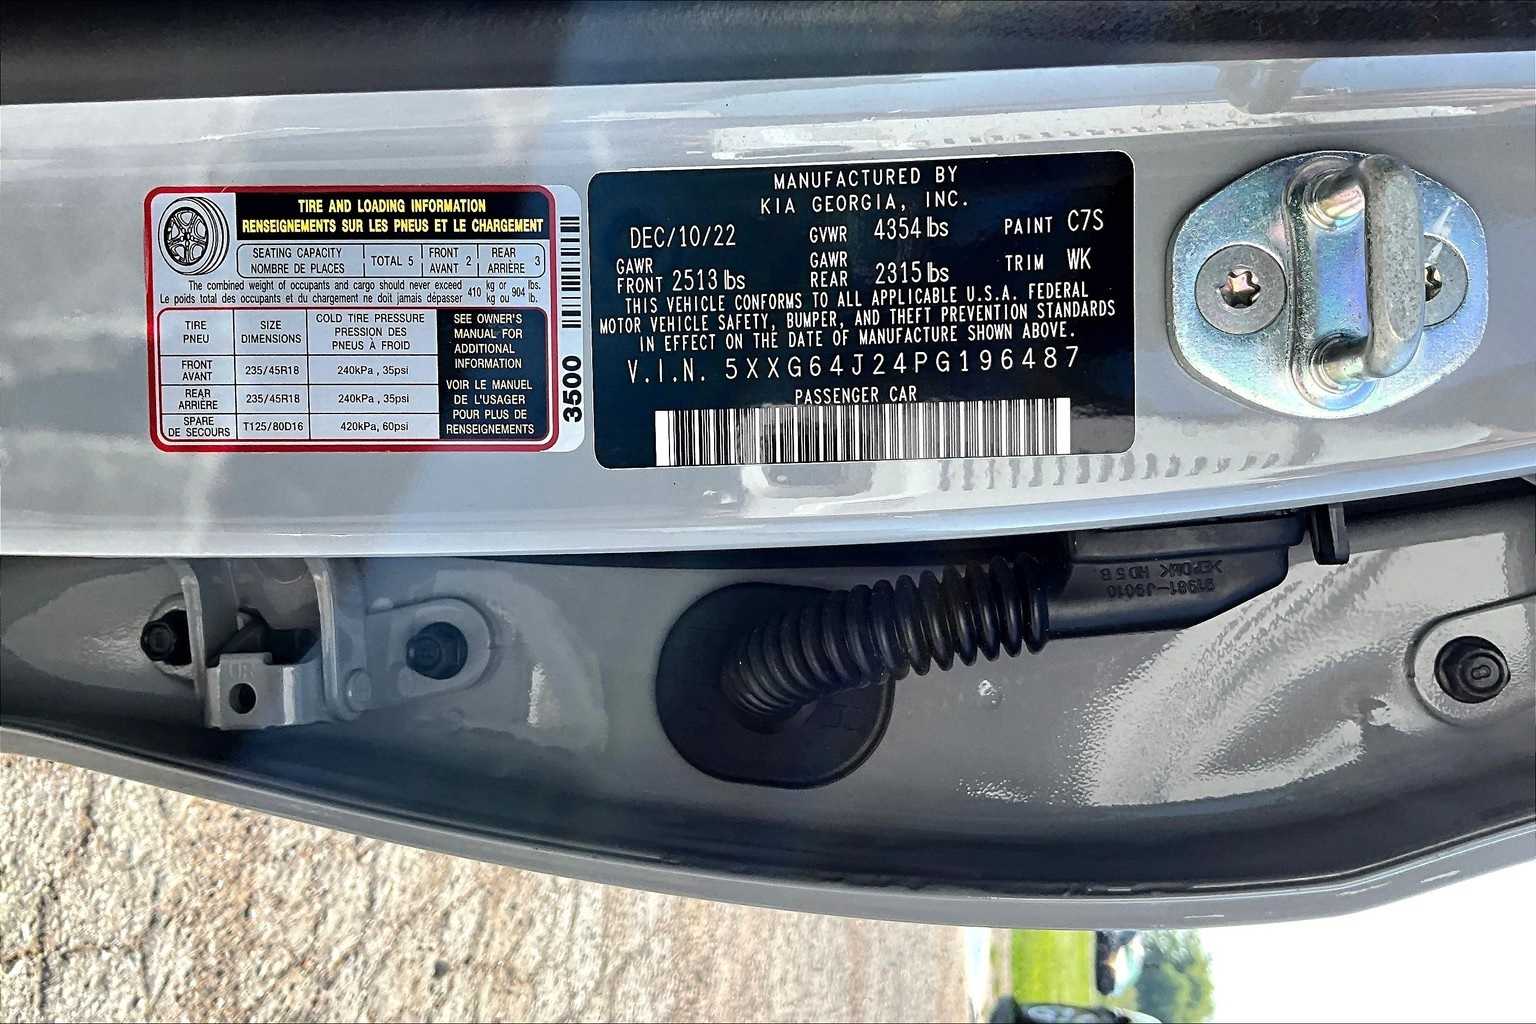 TIRE AND LOADING INFORMATION
RENSEIGNEMENTS SUR LES PNEUS ET LE CHARGEMENT
SEATING CAPACITY
NOMBRE DE PLACES
TOTAL 5
FRONT
AVANT 2
REAR
ARRIÈRE 3
The combined weight of occupants and cargo should never exceed 410 kg or 904 lbs.
Le poids total des occupants et du chargement ne doit jamais dépasser 410 kg ou 904 lb.
TIRE
PNEU
SIZE
DIMENSIONS
COLD TIRE PRESSURE
PRESSION DES
PNEUS À FROID
FRONT
AVANT
235/45R18
240kPa , 35psi
REAR
ARRIÈRE
235/45R18
240kPa , 35psi
SPARE
DE SECOURS
T125/80D16
420kPa, 60psi
SEE OWNER'S
MANUAL FOR
ADDITIONAL
INFORMATION
VOIR LE MANUEL
DE L'USAGER
POUR PLUS DE
RENSEIGNEMENTS
3500
MANUFACTURED BY
KIA GEORGIA, INC.
DEC/10/22 GVWR 4354 lbs PAINT C7S
GAWR
FRONT 2513 lbs
GAWR
REAR 2315 lbs
TRIM WK
THIS VEHICLE CONFORMS TO ALL APPLICABLE U.S.A. FEDERAL
MOTOR VEHICLE SAFETY, BUMPER, AND THEFT PREVENTION STANDARDS
IN EFFECT ON THE DATE OF MANUFACTURE SHOWN ABOVE.
V.I.N. 5XXG64J24PG196487
PASSENGER CAR
91981-J9010
>EPDM< HD5B
8